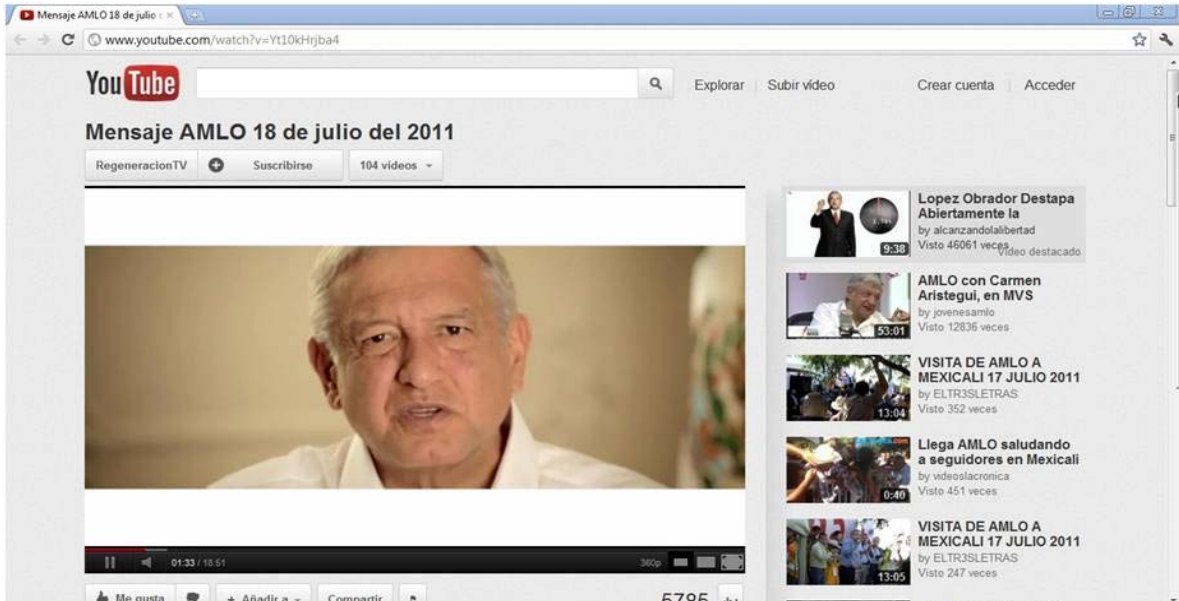 Mensaje AMLO 18 de julio
www.youtube.com/watch?v=Yt10kHrjba4
YouTube
Explorar
Subir vídeo
Crear cuenta
Acceder
Mensaje AMLO 18 de julio del 2011
RegeneracionTV
Suscribirse
104 vídeos
01:33 / 18:51
360p
Me gusta
+ Añadir a
Compartir
5785
9:38
Lopez Obrador Destapa
Abiertamente la
by alcanzandolalibertad
Visto 46061 veces
Vídeo destacado
53:01
AMLO con Carmen
Aristegui, en MVS
by jovenesamlo
Visto 12836 veces
13:04
VISITA DE AMLO A
MEXICALI 17 JULIO 2011
by ELTR3SLETRAS
Visto 352 veces
0:40
Llega AMLO saludando
a seguidores en Mexicali
by videoslacronica
Visto 451 veces
13:05
VISITA DE AMLO A
MEXICALI 17 JULIO 2011
by ELTR3SLETRAS
Visto 247 veces